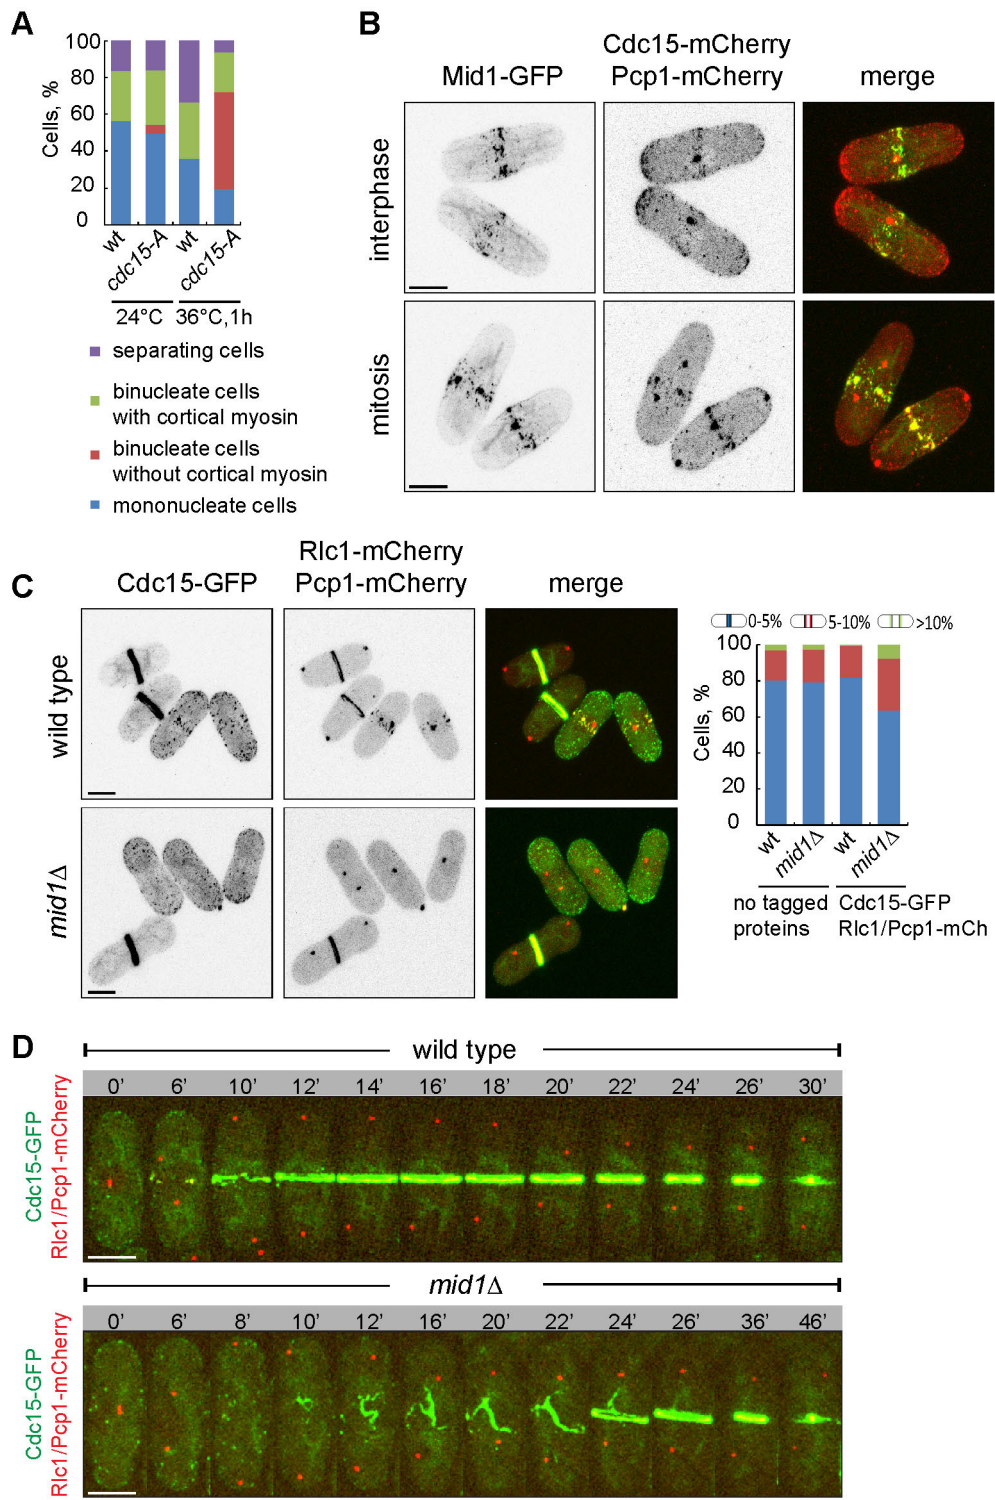 A
100
80
60
40
20
0
Cells, %
wt
cdc15-A
wt
cdc15-A
24°C
36°C,1h
separating cells
binucleate cells
with cortical myosin
binucleate cells
without cortical myosin
mononucleate cells
B
Mid1-GFP
Cdc15-mCherry
Pcp1-mCherry
merge
interphase
mitosis
C
Cdc15-GFP
Rlc1-mCherry
Pcp1-mCherry
merge
wild type
mid1Δ
0-5%
5-10%
>10%
100
80
60
40
20
0
Cells, %
wt
mid1Δ
wt
mid1Δ
no tagged
proteins
Cdc15-GFP
Rlc1/Pcp1-mCh
D
wild type
0’ 6’ 10’ 12’ 14’ 16’ 18’ 20’ 22’ 24’ 26’ 30’
Cdc15-GFP
Rlc1/Pcp1-mCherry
mid1Δ
0’ 6’ 8’ 10’ 12’ 16’ 20’ 22’ 24’ 26’ 36’ 46’
Cdc15-GFP
Rlc1/Pcp1-mCherry